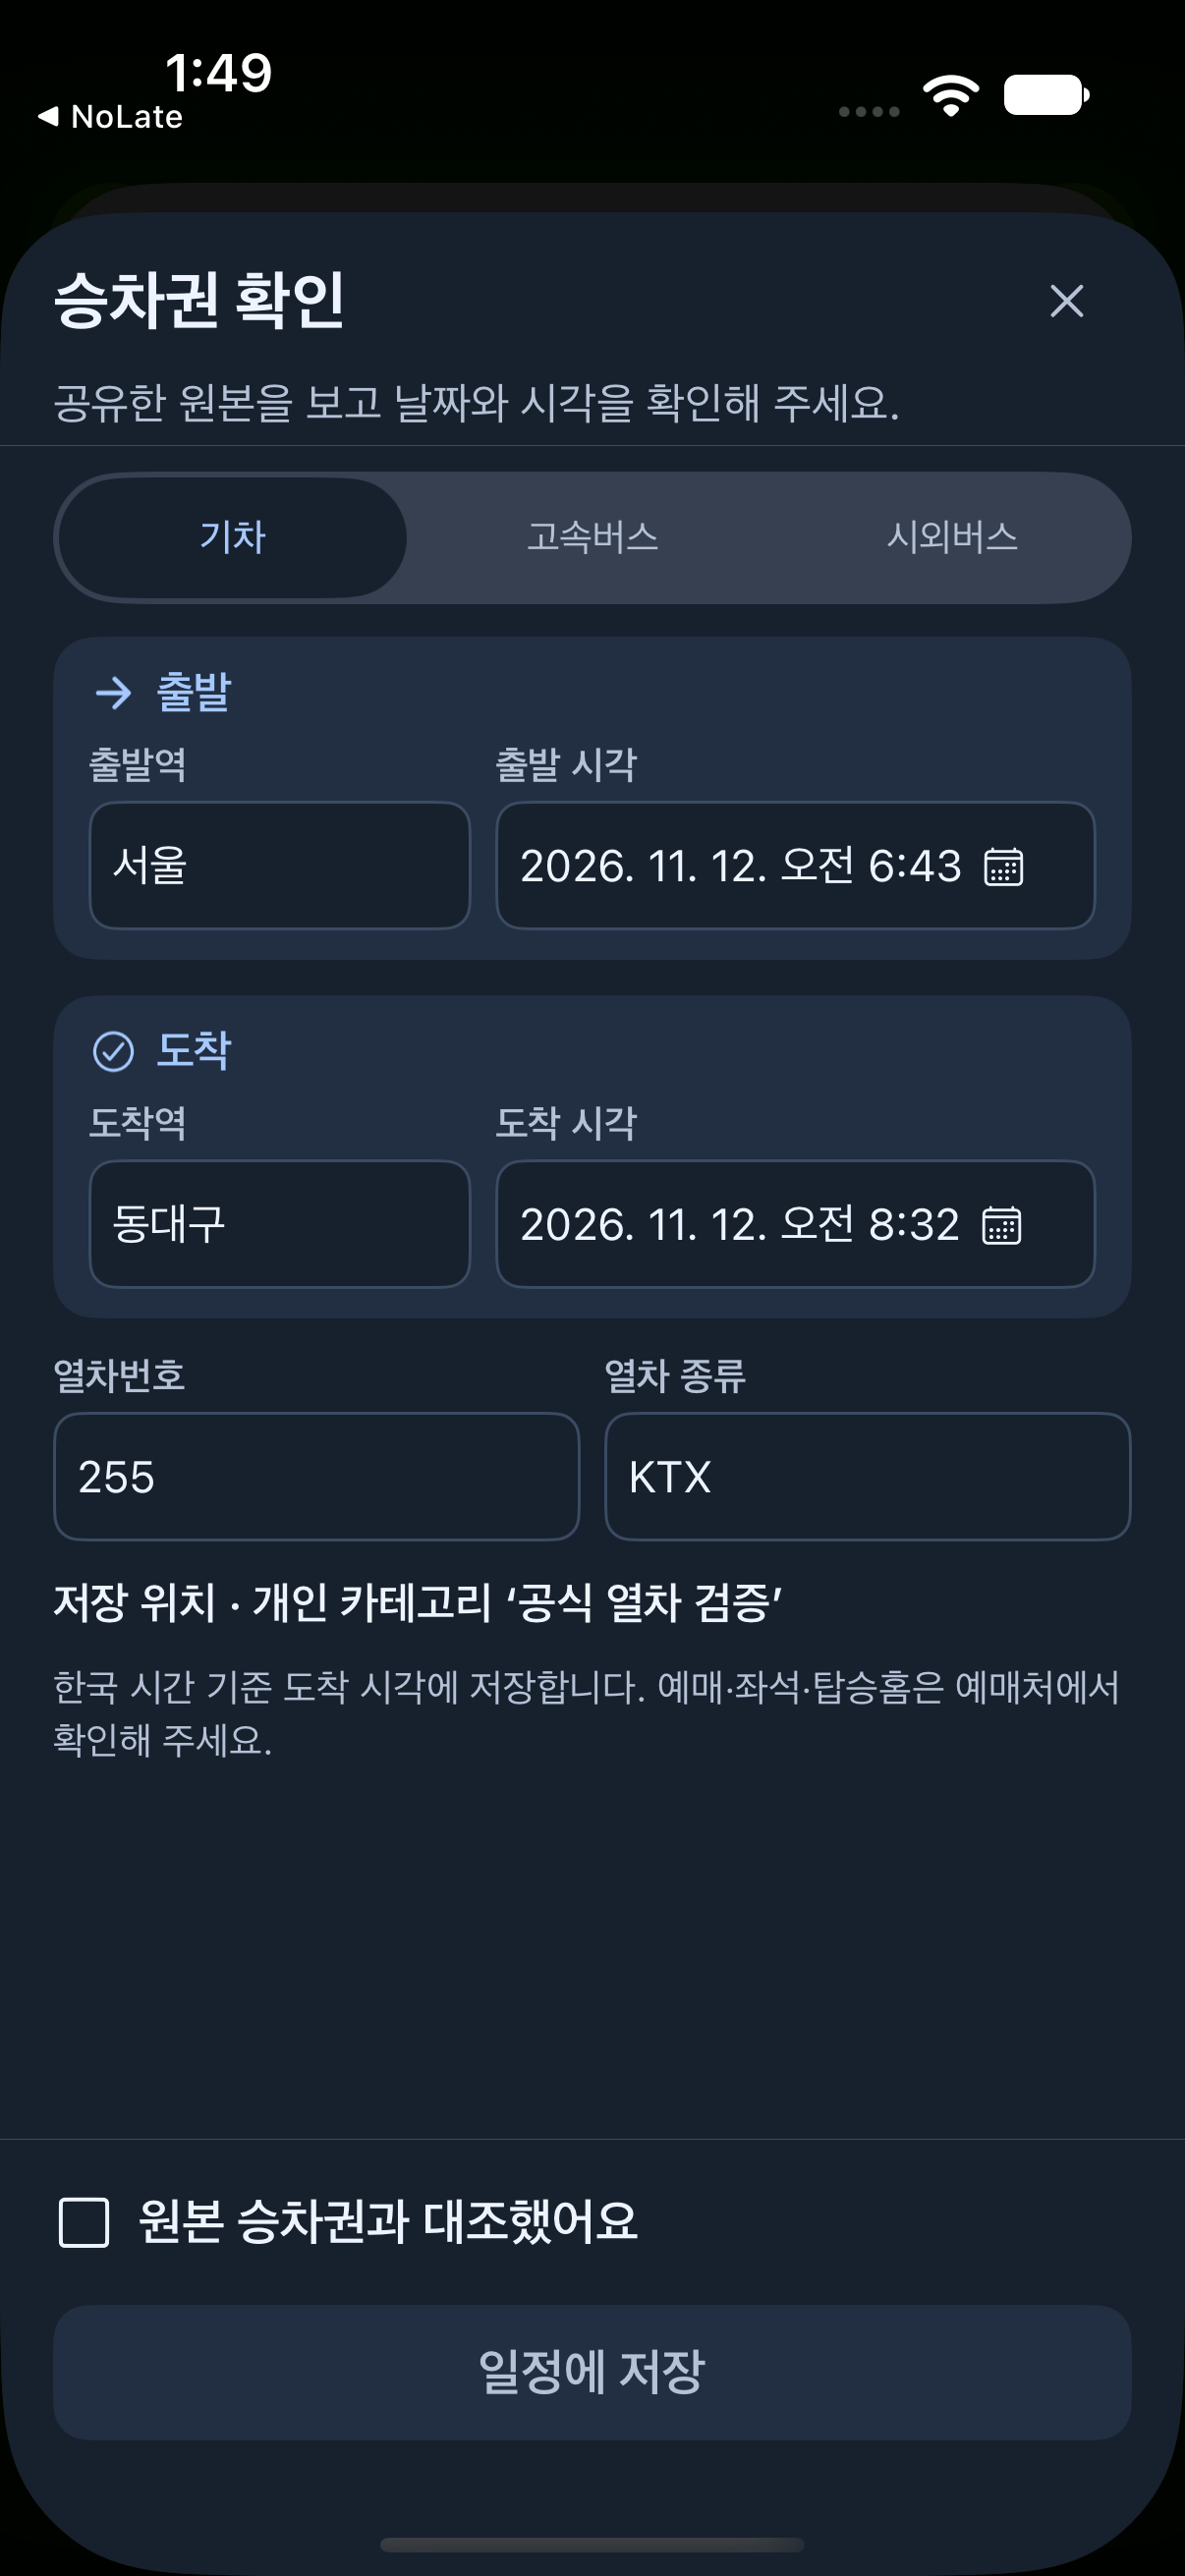 1:49
NoLate
승차권 확인
공유한 원본을 보고 날짜와 시각을 확인해 주세요.
기차 고속버스 시외버스
출발
출발역 출발 시각
서울 2026. 11. 12. 오전 6:43
도착
도착역 도착 시각
동대구 2026. 11. 12. 오전 8:32
열차번호 열차 종류
255 KTX
저장 위치 · 개인 카테고리 ‘공식 열차 검증’
한국 시간 기준 도착 시각에 저장합니다. 예매·좌석·탑승홈은 예매처에서
확인해 주세요.
원본 승차권과 대조했어요
일정에 저장